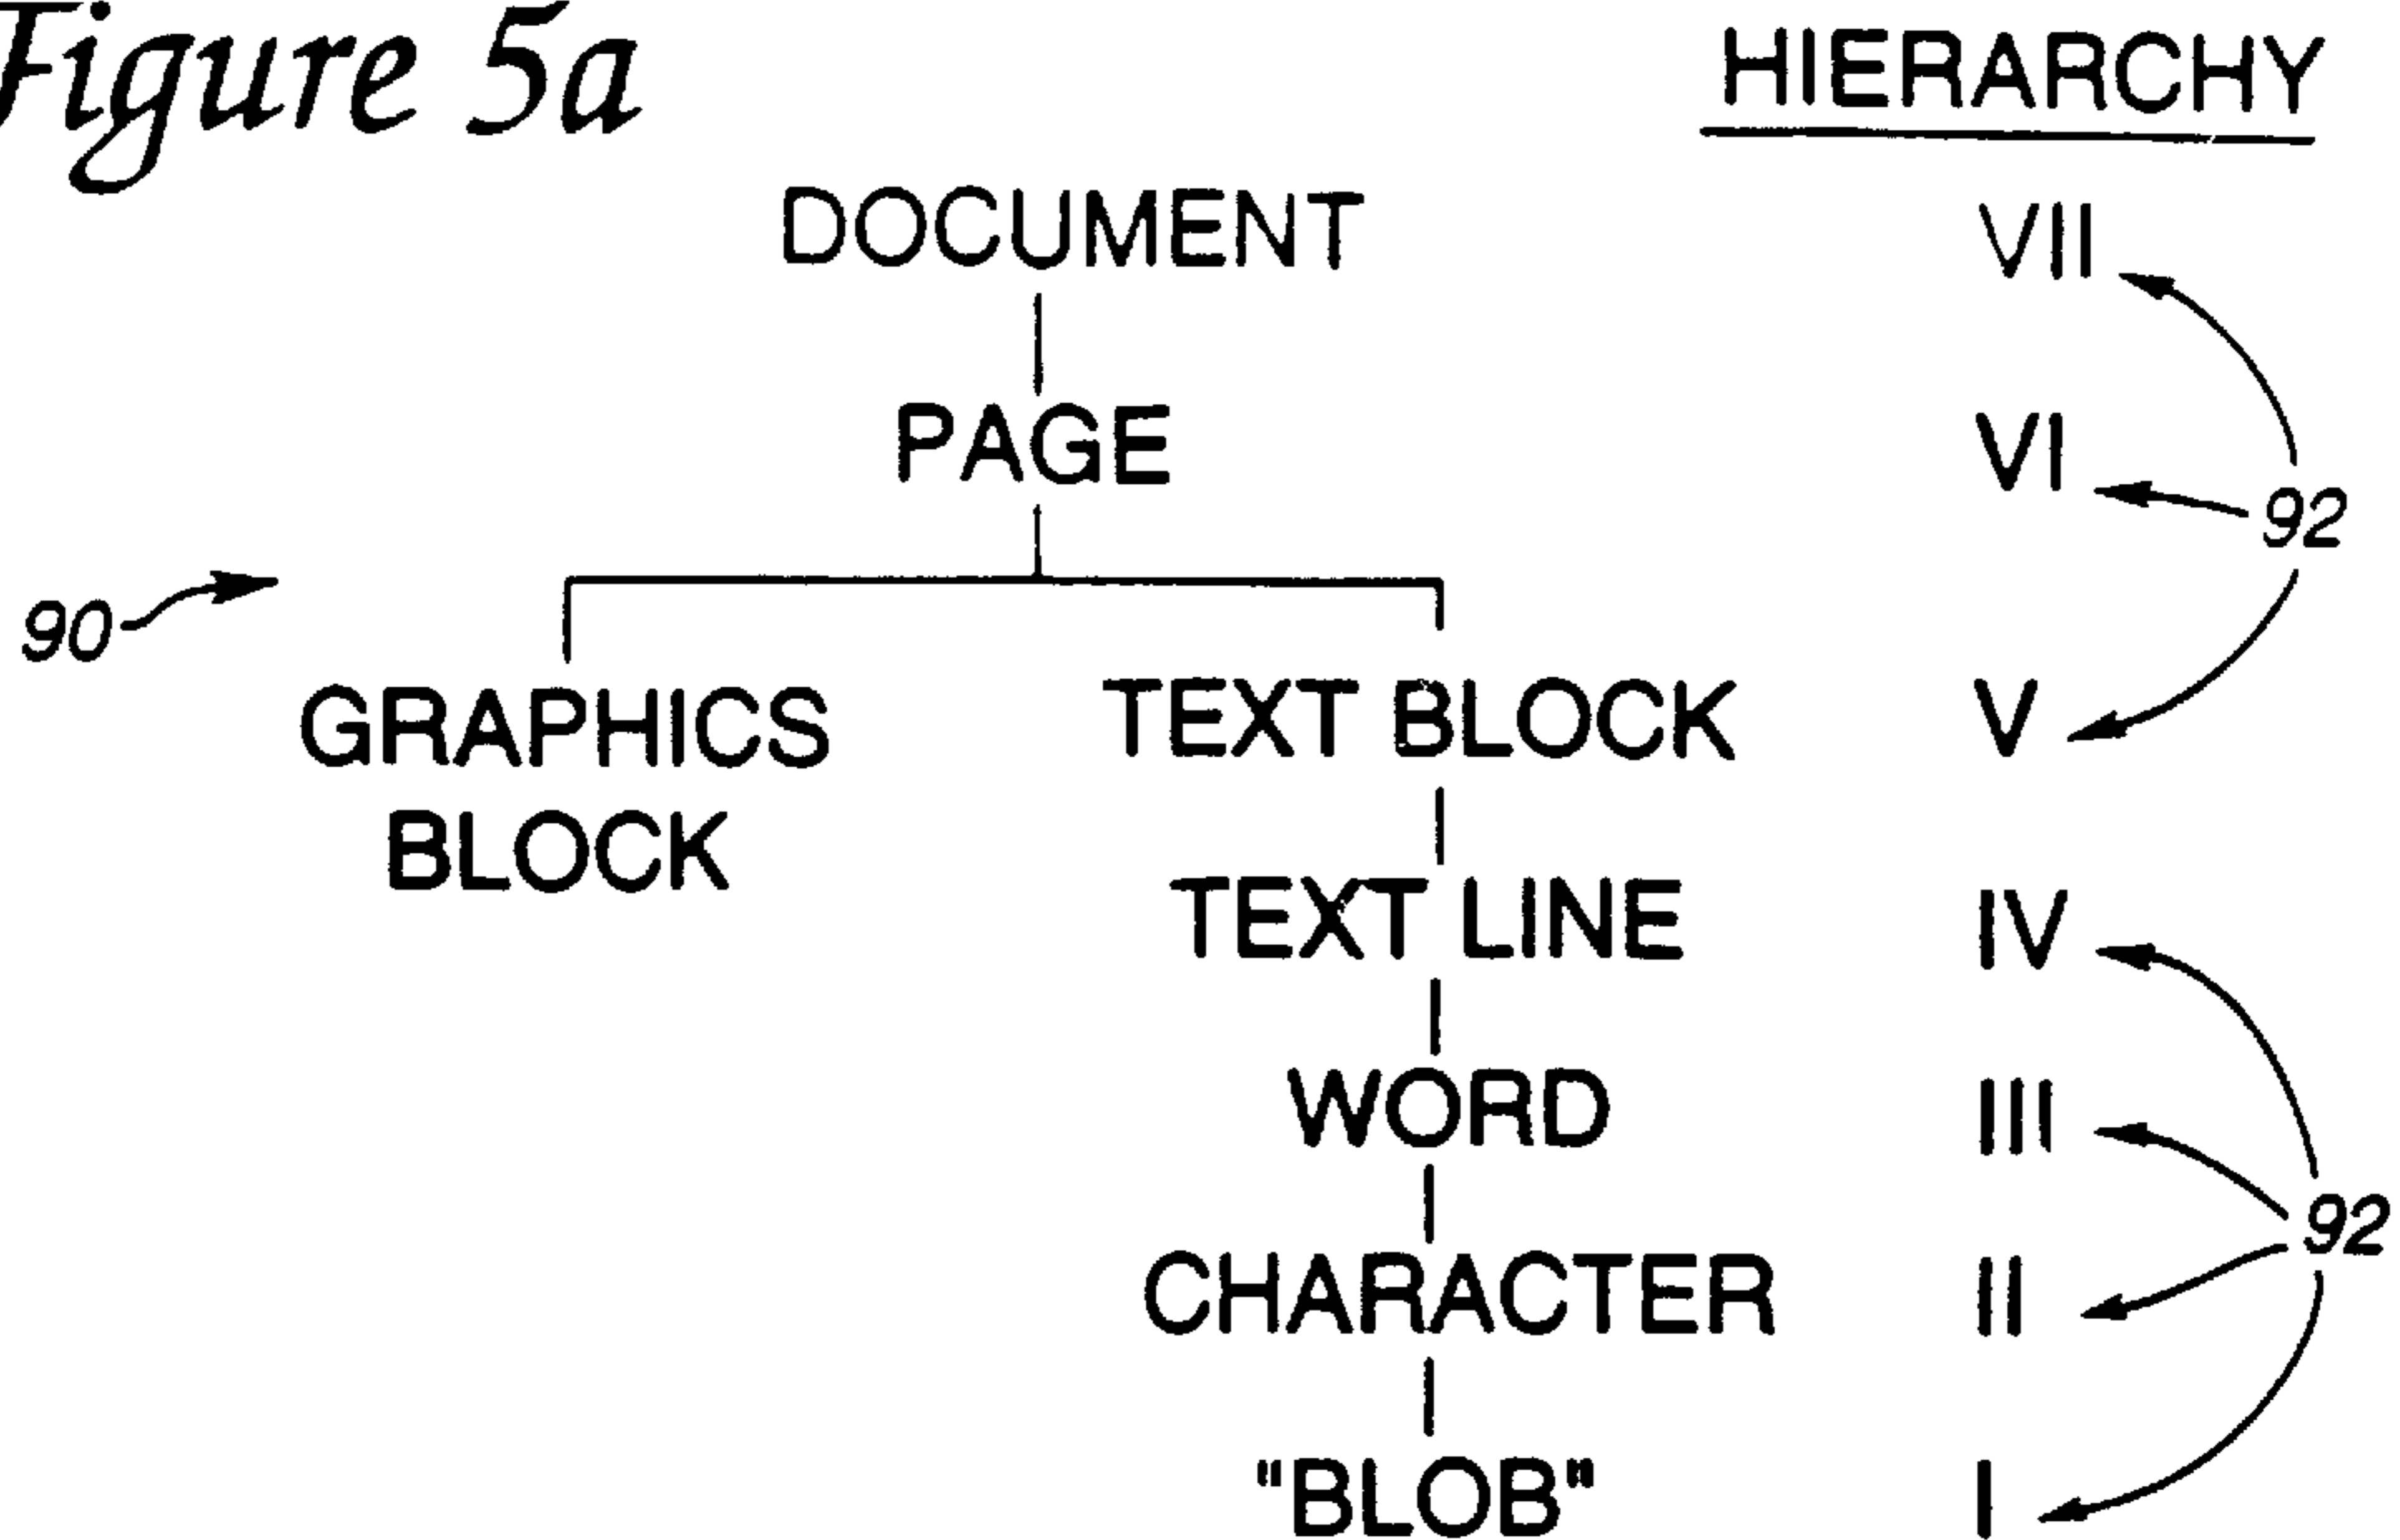 Figure 5a
HIERARCHY
DOCUMENT VII
PAGE VI
92
90
GRAPHICS BLOCK
TEXT BLOCK V
TEXT LINE IV
WORD III
92
CHARACTER II
"BLOB" I